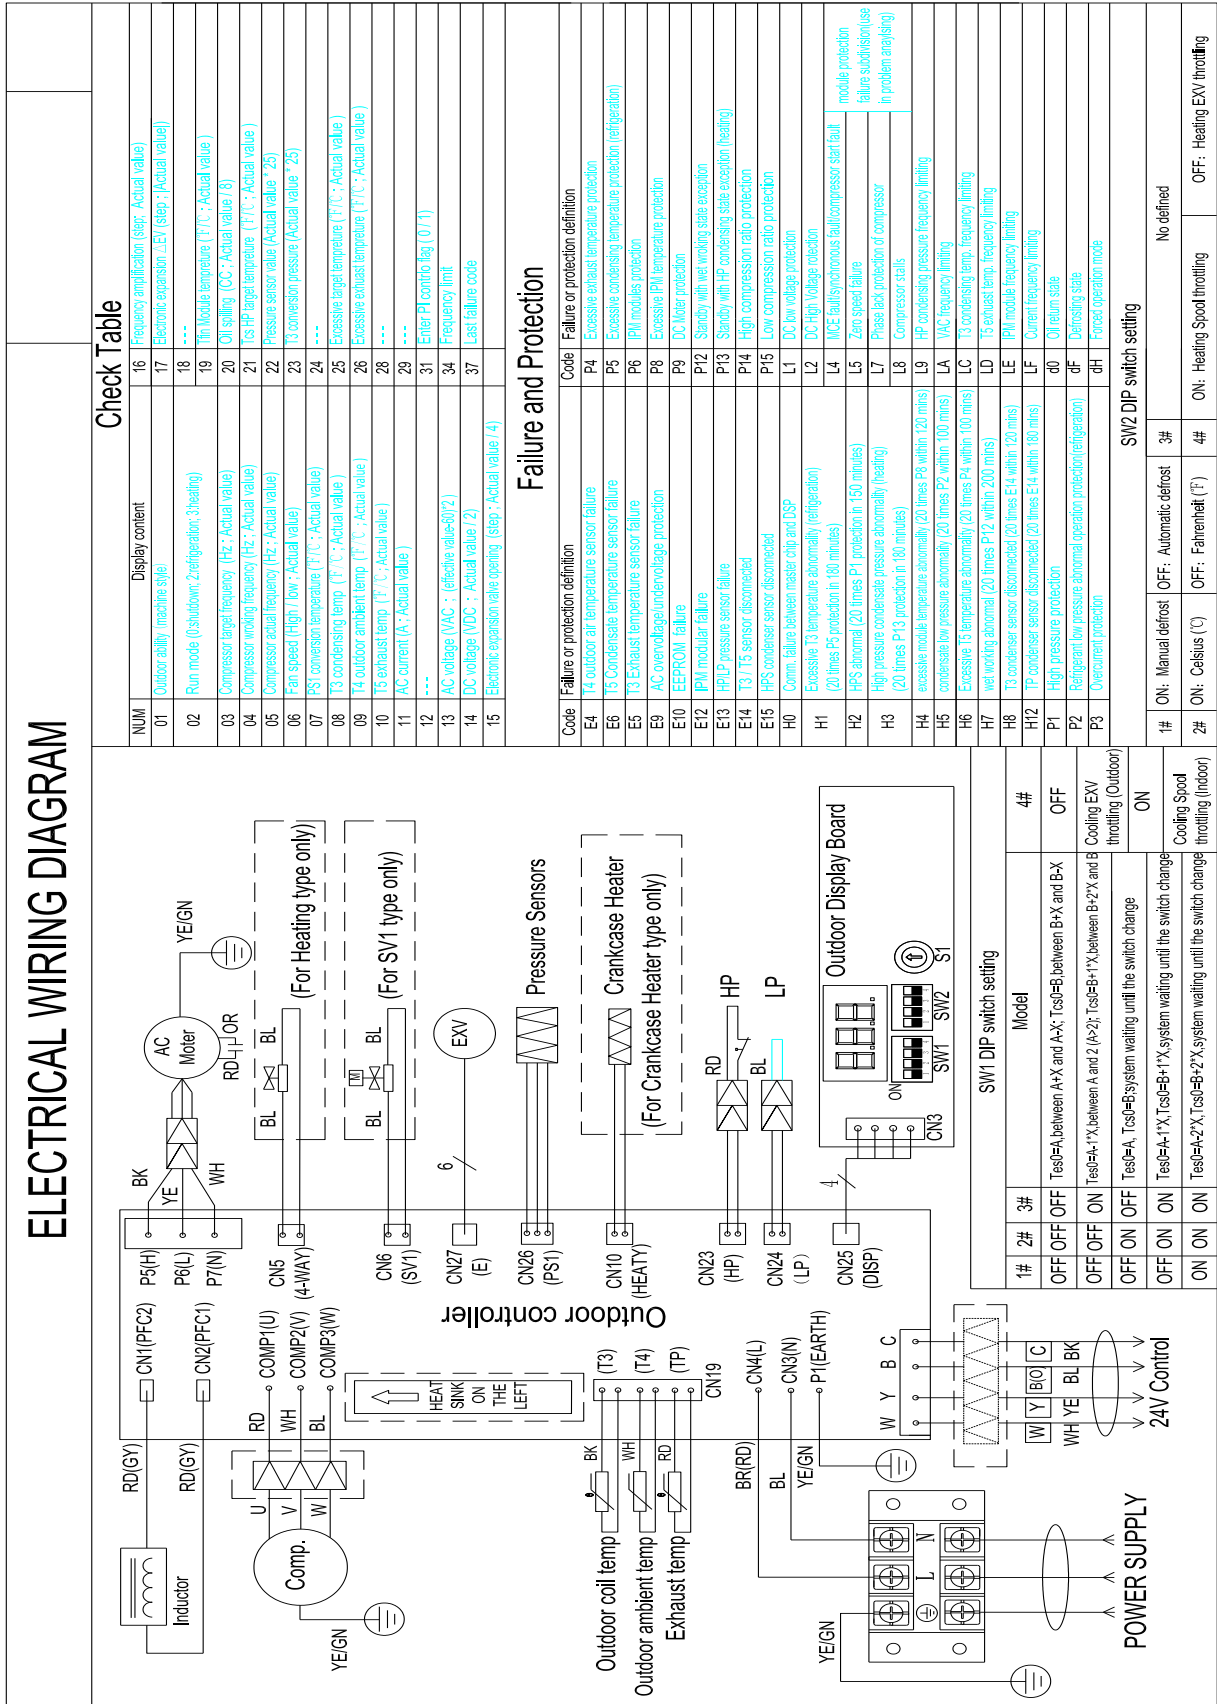 ELECTRICAL WIRING DIAGRAM
Inductor
RD(GY)
CN1(PFC2)
RD(GY)
CN2(PFC1)
Comp.
YE/GN
U
V
W
RD
WH
BL
COMP1(U)
COMP2(V)
COMP3(W)
HEAT
SINK
ON
THE
LEFT
Outdoor coil temp
Outdoor ambient temp
Exhaust temp
BK
WH
RD
(T3)
(T4)
(TP)
CN19
BR(RD)
BL
YE/GN
CN4(L)
CN3(N)
P1(EARTH)
YE/GN
L
N
POWER SUPPLY
W Y B C
W Y B(O) C
WH YE BL BK
24V Control
Outdoor controller
P5(H)
P6(L)
P7(N)
BK
YE
WH
AC
Moter
YE/GN
RD
OR
CN5
(4-WAY)
BL
BL
(For Heating type only)
CN6
(SV1)
BL
M
BL
(For SV1 type only)
CN27
(E)
6
EXV
CN26
(PS1)
Pressure Sensors
CN10
(HEATY)
Crankcase Heater
(For Crankcase Heater type only)
CN23
(HP)
RD
HP
CN24
(LP)
BL
LP
CN25
(DISP)
4
CN3
ON
SW1
SW2
S1
Outdoor Display Board
SW1 DIP switch setting
1# 2# 3# Model 4#
OFF OFF OFF Tes0=A,between A+X and A-X; Tcs0=B,between B+X and B-X OFF
OFF OFF ON Tes0=A-1*X,between A and 2 (A>2); Tcs0=B+1*X,between B+2*X and B Cooling EXV
throttling (Outdoor)
OFF ON OFF Tes0=A, Tcs0=B;system waiting until the switch change ON
OFF ON ON Tes0=A-1*X,Tcs0=B+1*X,system waiting until the switch change Cooling Spool
throttling (Indoor)
ON ON ON Tes0=A-2*X,Tcs0=B+2*X,system waiting until the switch change
Check Table
NUM Display content
01 Outdoor ability (machine style)
02 Run mode (0:shutdown; 2:refrigeration; 3:heating)
03 Compressor target frequency (Hz ; Actual value)
04 Compressor wrokling frequency (Hz ; Actual value)
05 Compressor actual frequency (Hz ; Actual value)
06 Fan speed (High / low ; Actual value)
07 PS1 conversion temperature (℉/℃ ; Actual value)
08 T3 condensing temp (℉/℃ ; Actual value )
09 T4 outdoor ambient temp (℉/℃ ; Actual value)
10 T5 exhaust temp (℉/℃ ; Actual value )
11 AC current (A ; Actual value )
12 ---
13 AC voltage (VAC ; (effective value-60)*2 )
14 DC voltage (VDC ; Actual value / 2)
15 Electronic expansion valve opening (step ; Actual value / 4)
16 Frequency amplification (step; Actual value)
17 Electronic expansion △EV (step ; |Actual value|)
18 ---
19 Tfin Module tempreture (℉/℃ ; Actual value )
20 Oil spilling (CC ; Actual value / 8)
21 Tcs HP target tempreture (℉/℃ ; Actual value )
22 Pressure sensor value (Actual value * 25)
23 T3 conversion pressure (Actual value * 25)
24 ---
25 Excessive target tempreture (℉/℃ ; Actual value )
26 Excessive exhuast tempreture (℉/℃ ; Actual value )
28 ---
29 ---
31 Enter PI contrlo flag ( 0 / 1)
34 Frequency limit
37 Last failure code
Failure and Protection
Code Failure or protection definition
E4 T4 outdoor air temperature sensor failure
E6 T5 Condensate temperature sensor failure
E5 T3 Exhaust temperature sensor failure
E9 AC overvoltage/undervoltage protection
E10 EEPROM failure
E12 IPM modular failure
E13 HP/LP pressure sensor failure
E14 T3 / T5 sensor disconnected
E15 HPS condenser sensor disconnected
H0 Comm. failure between master chip and DSP
H1 Excessive T3 temperature abnormality (refrigeration)
(20 times P5 protection in 180 minutes)
H2 HPS abnormal (20 times P1 protection in 150 minutes)
H3 High pressure condensate pressure abnormality (heating)
(20 times P13 protection in 180 minutes)
H4 excessive module temperature abnormality (20 times P8 within 120 mins)
H5 condensate low pressure abnormality (20 times P2 within 100 mins)
H6 Excessive T5 temperature abnormality (20 times P4 within 100 mins)
H7 wet working abnormal (20 times P12 within 200 mins)
H8 T3 condenser sensor disconnected (20 times E14 within 120 mins)
H12 TP condenser sensor disconnected (20 times E14 within 180 mins)
P1 High pressure protection
P2 Refrigerant low pressure abnormal operation protection(refrigeration)
P3 Overcurrent protection
Code Failure or protection definition
P4 Excessive exhaust temperature protection
P5 Excessive condensing temperature protection (refrigeration)
P6 IPM modules protection
P8 Excessive IPM temperature protection
P9 DC Moter protection
P12 Standby with wet wroking state exception
P13 Standby with HP condensing state exception (heating)
P14 High compression ratio protection
P15 Low compression ratio protection
L1 DC low voltage protection
L2 DC High Voltage rotection
L4 MCE fault/synchronous fault/compressor start fault
L5 Zero speed failure
L7 Phase lack protection of compressor
L8 Compressor stalls
module protection
failure subdivision(use
in problem anaylsing)
L9 HP condensing pressure frequency limiting
LA VAC frequency limiting
LC T3 condensing temp. frequency limiting
LD T5 exhuast temp, frequency limiting
LE IPM module frequency limiting
LF Current frequency limiting
d0 Oil return state
dF Defrosting state
dH Forced operation mode
SW2 DIP switch setting
1# ON: Manual defrost OFF: Automatic defrost 3# No defined
2# ON: Celsius (℃) OFF: Fahrenheit (℉) 4# ON: Heating Spool throttling OFF: Heating EXV throttling